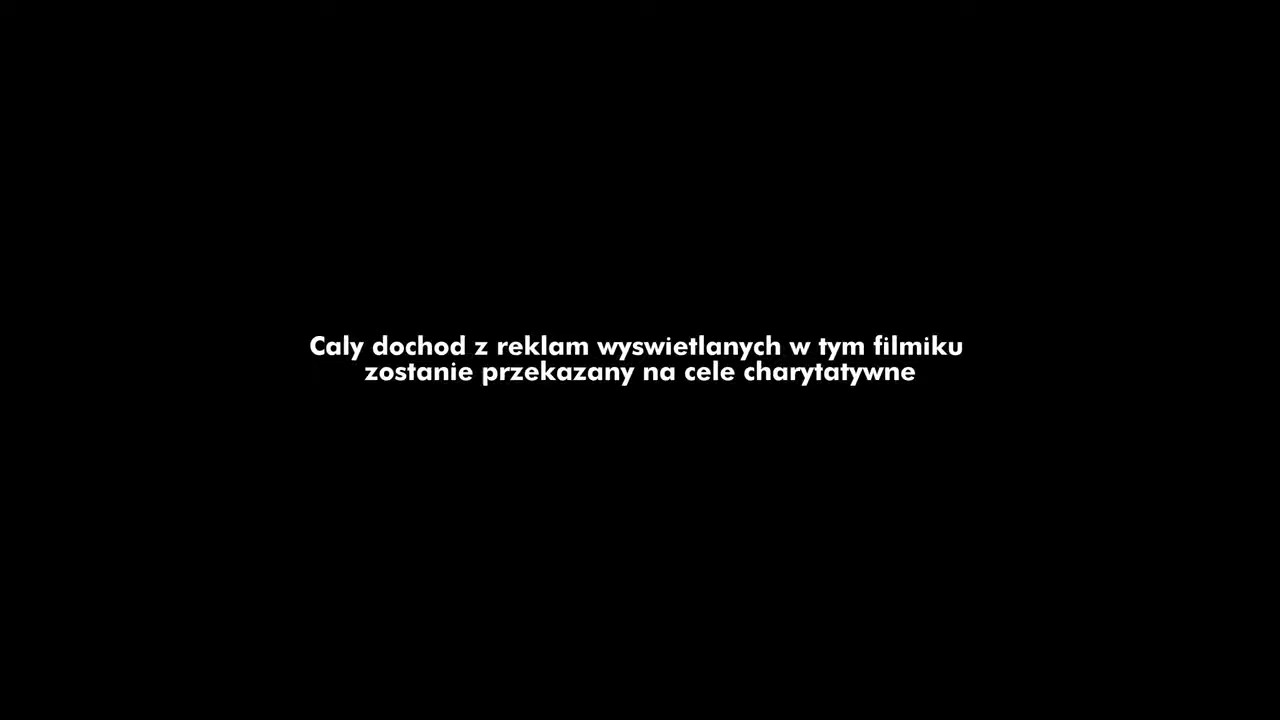 Caly dochod z reklam wyswietlanych w tym filmiku
zostanie przekazany na cele charytatywne